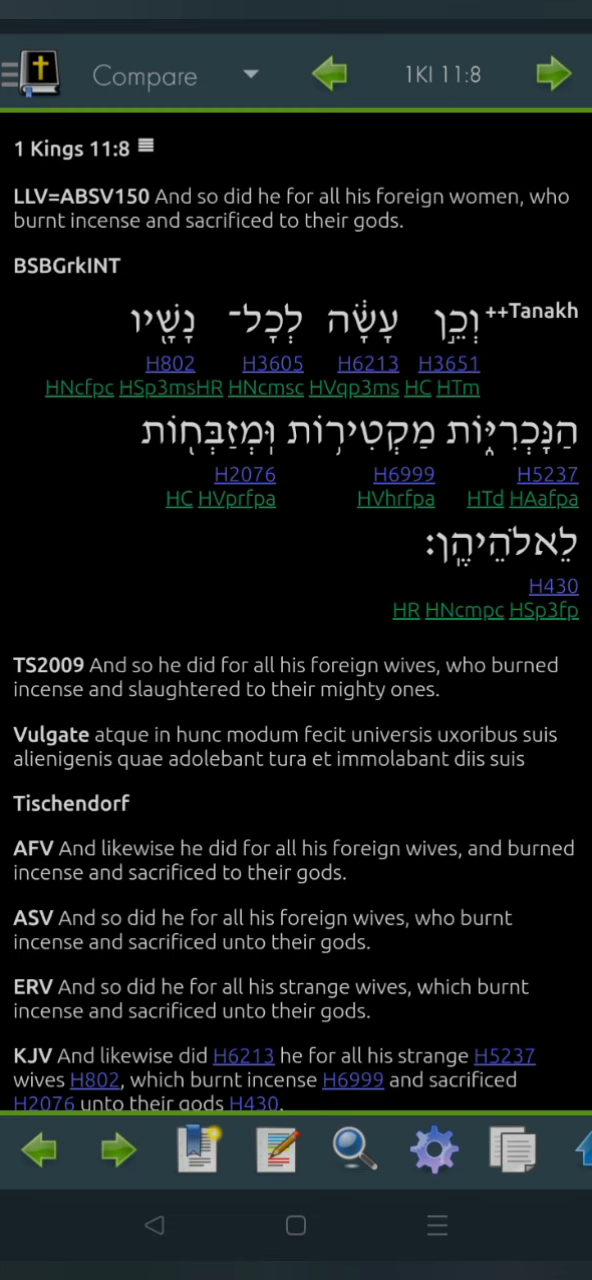 Compare
1KI 11:8
1 Kings 11:8
LLV=ABSV150 And so did he for all his foreign women, who
burnt incense and sacrificed to their gods.
BSBGrkINT
++Tanakh וְכֵ֣ן עָשָׂ֔ה לְכָל־ נָשָׁ֖יו
H802 H3605 H6213 H3651
HNcfpc HSp3msHR HNcmsc HVqp3ms HC HTm
הַנָּכְרִיּ֑וֹת מַקְטִיר֥וֹת וּֽמְזַבְּח֖וֹת
H2076 H6999 H5237
HC HVprfpa HVhrfpa HTd HAafpa
לֵאלֹהֵיהֶֽן׃
H430
HR HNcmpc HSp3fp
TS2009 And so he did for all his foreign wives, who burned
incense and slaughtered to their mighty ones.
Vulgate atque in hunc modum fecit universis uxoribus suis
alienigenis quae adolebant tura et immolabant diis suis
Tischendorf
AFV And likewise he did for all his foreign wives, and burned
incense and sacrificed to their gods.
ASV And so did he for all his foreign wives, who burnt
incense and sacrificed unto their gods.
ERV And so did he for all his strange wives, which burnt
incense and sacrificed unto their gods.
KJV And likewise did H6213 he for all his strange H5237
wives H802, which burnt incense H6999 and sacrificed
H2076 unto their gods H430.